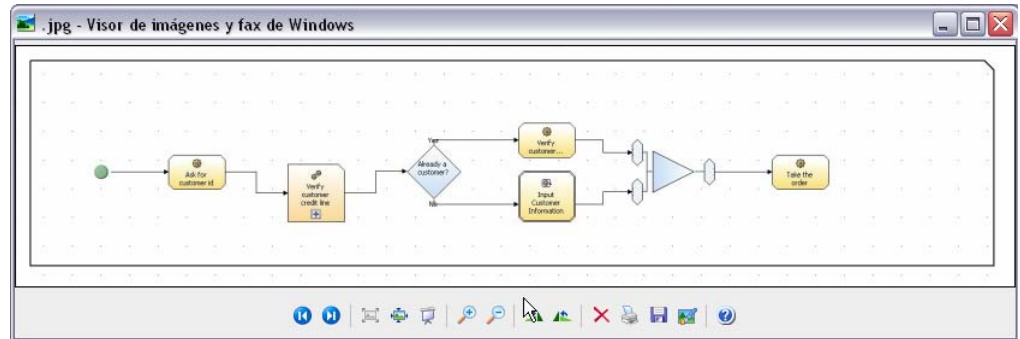 .jpg - Visor de imágenes y fax de Windows
Ask for
customer id
Verify
customer
credit line
Already a
customer?
Yes
No
Verify
customer...
Input
Customer
Information
Take the
order